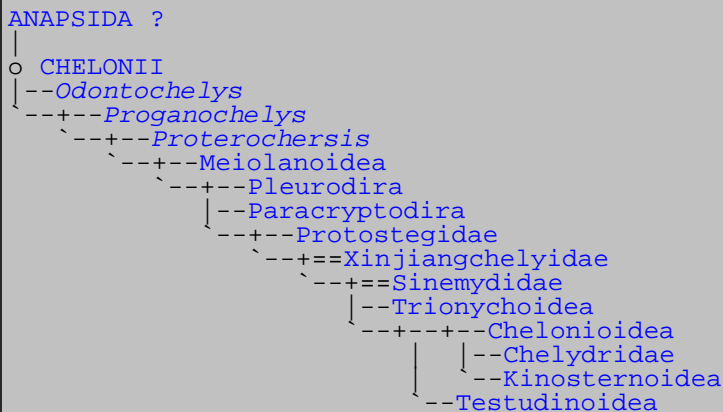 ANAPSIDA ?
|
o CHELONII
|--Odontochelys
`--+--Proganochelys
   `--+--Proterochersis
      `--+--Meiolanoidea
         `--+--Pleurodira
            |--Paracryptodira
            `--+--Protostegidae
               `--+==Xinjiangchelyidae
                  `--+==Sinemydidae
                     |--Trionychoidea
                     `--+--+--Chelonioidea
                        |  |--Chelydridae
                        |  `--Kinosternoidea
                        `--Testudinoidea